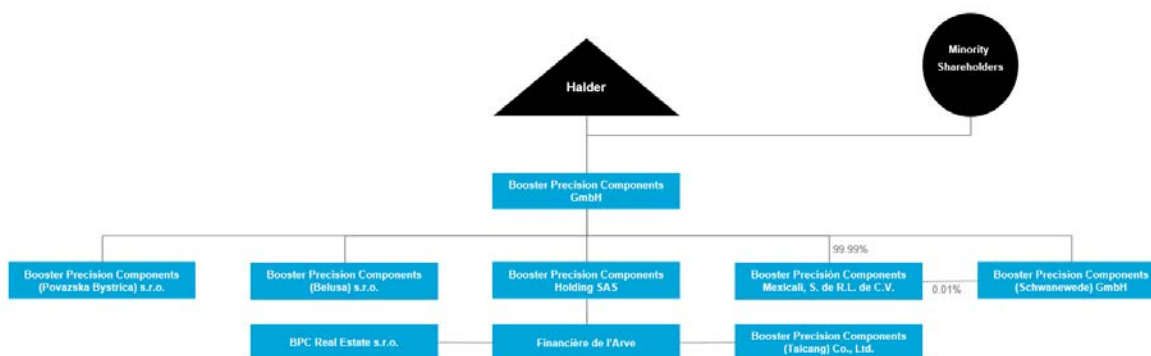 Minority
Shareholders
Halder
Booster Precision Components
GmbH
99.99%
Booster Precision Components
(Povazska Bystrica) s.r.o.
Booster Precision Components
(Belusa) s.r.o.
Booster Precision Components
Holding SAS
Booster Precisión Components
Mexicali, S. de R.L. de C.V.
0.01%
Booster Precision Components
(Schwanewede) GmbH
BPC Real Estate s.r.o.
Financière de l'Arve
Booster Precision Components
(Taicang) Co., Ltd.